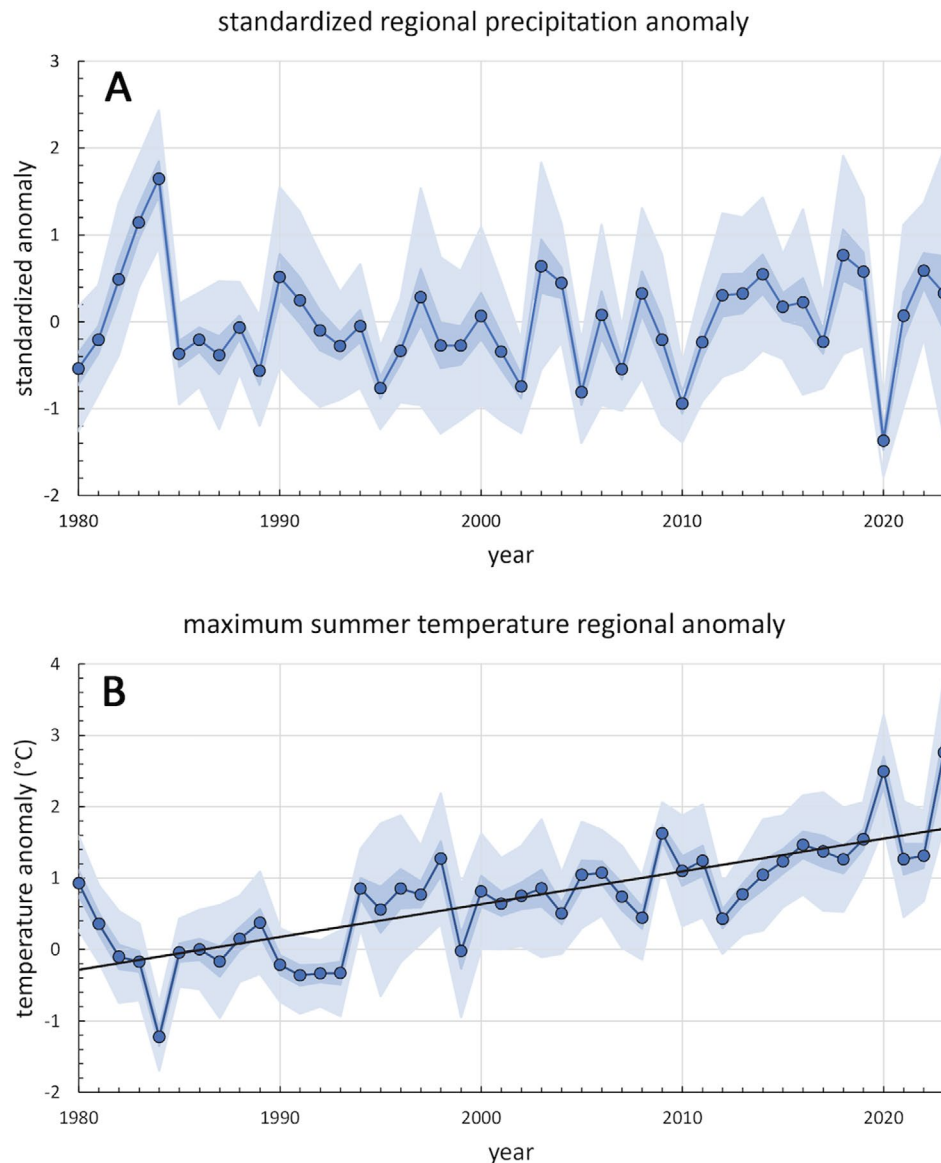 standardized regional precipitation anomaly
A
standardized anomaly
3
2
1
0
-1
-2
1980 1990 2000 2010 2020
year
maximum summer temperature regional anomaly
B
temperature anomaly (°C)
4
3
2
1
0
-1
-2
1980 1990 2000 2010 2020
year